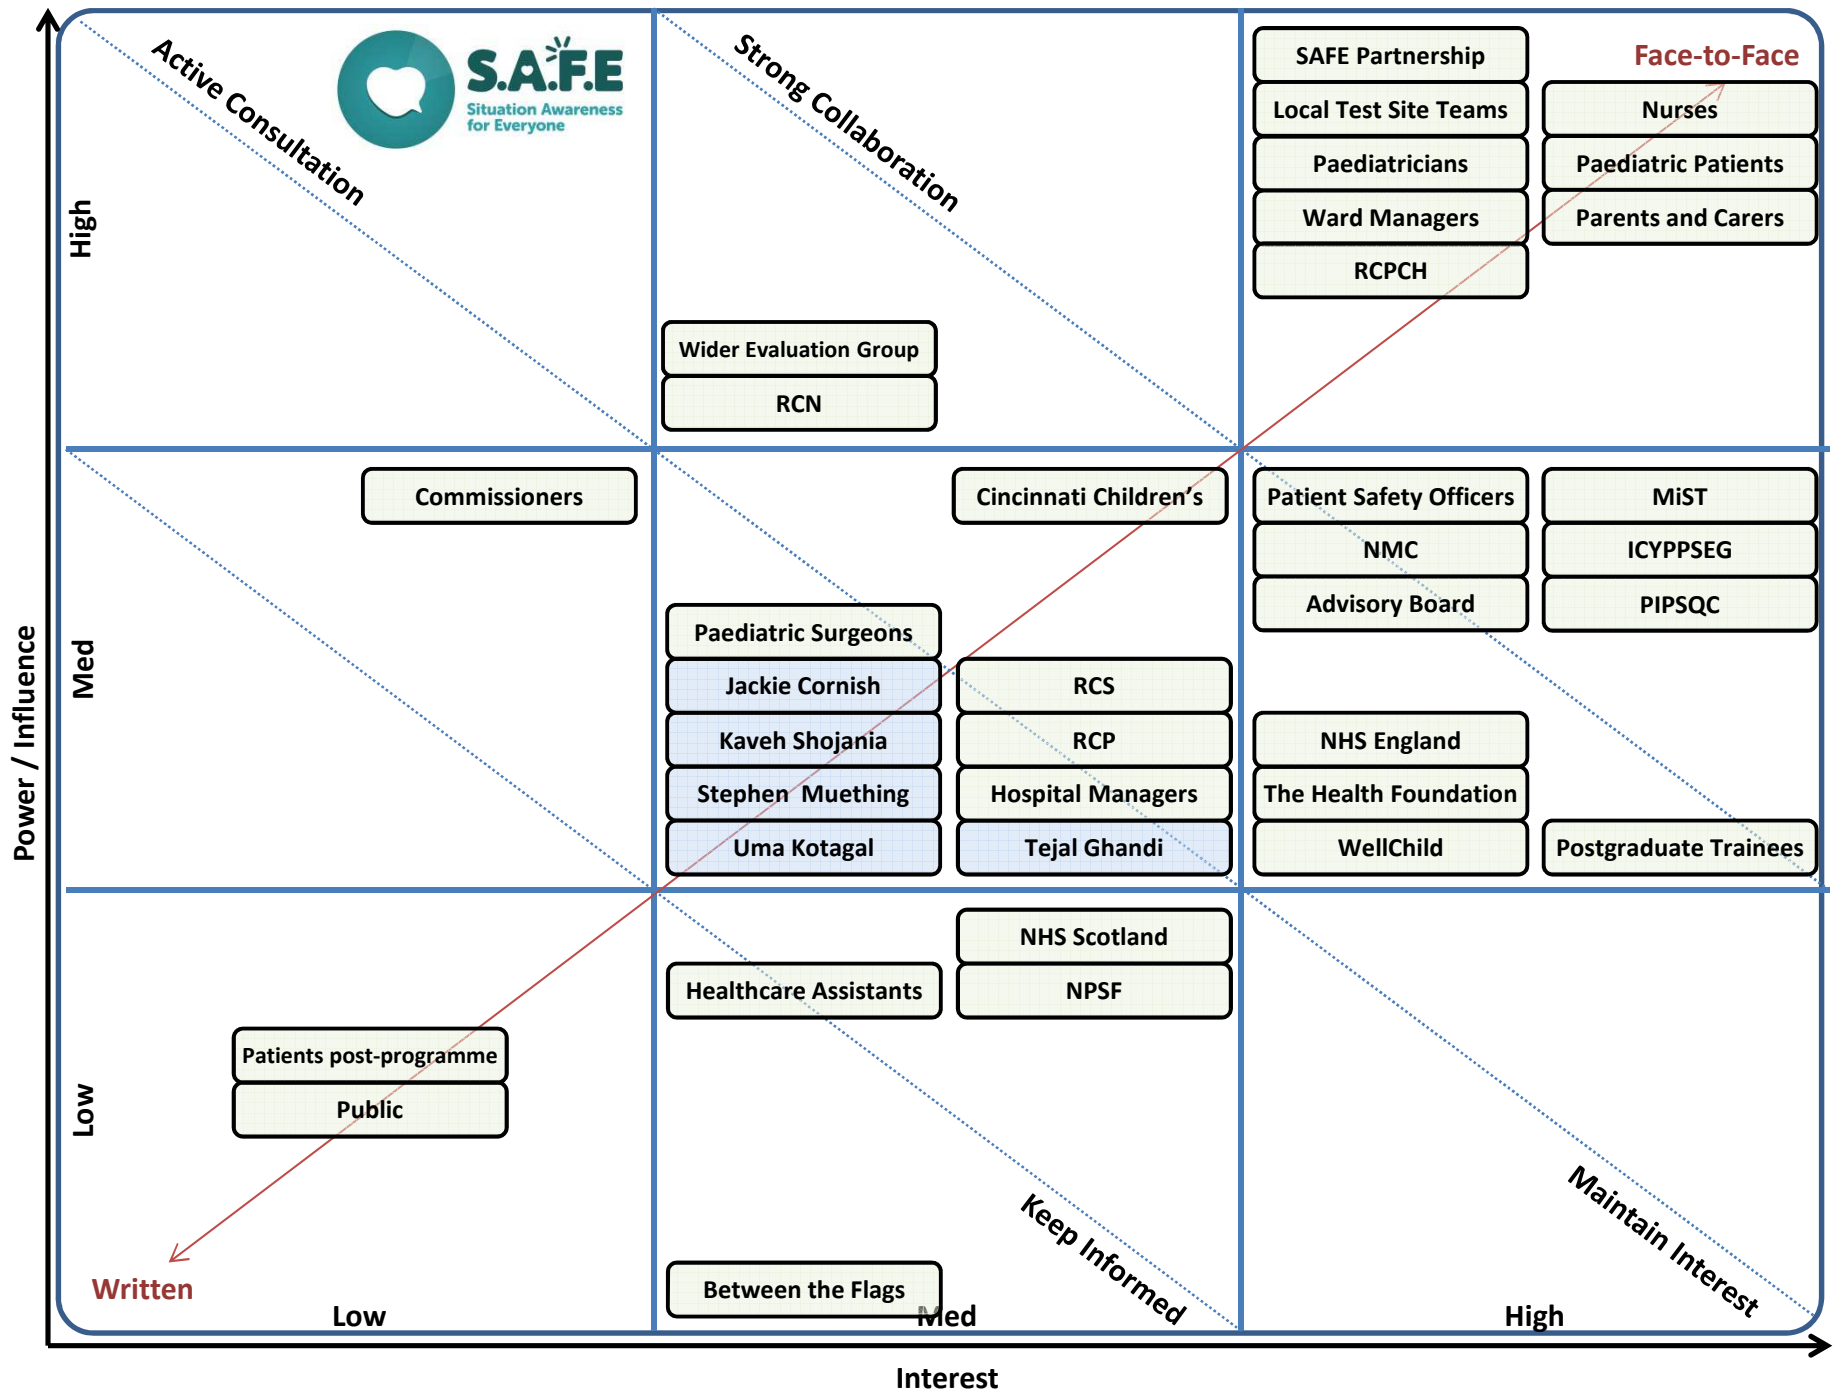 Active Consultation
S.A.F.E
Situation Awareness
for Everyone
Strong Collaboration
SAFE Partnership
Face-to-Face
Local Test Site Teams
Nurses
Paediatricians
Paediatric Patients
Ward Managers
Parents and Carers
RCPCH
High
Wider Evaluation Group
RCN
Commissioners
Cincinnati Children's
Patient Safety Officers
MiST
NMC
ICYPPSEG
Advisory Board
PIPSQC
Paediatric Surgeons
Jackie Cornish
RCS
Kaveh Shojania
RCP
NHS England
Stephen Muething
Hospital Managers
The Health Foundation
Uma Kotagal
Tejal Ghandi
WellChild
Postgraduate Trainees
Med
Power / Influence
NHS Scotland
Healthcare Assistants
NPSF
Patients post-programme
Public
Low
Written
Between the Flags
Keep Informed
Maintain Interest
Low
Med
High
Interest